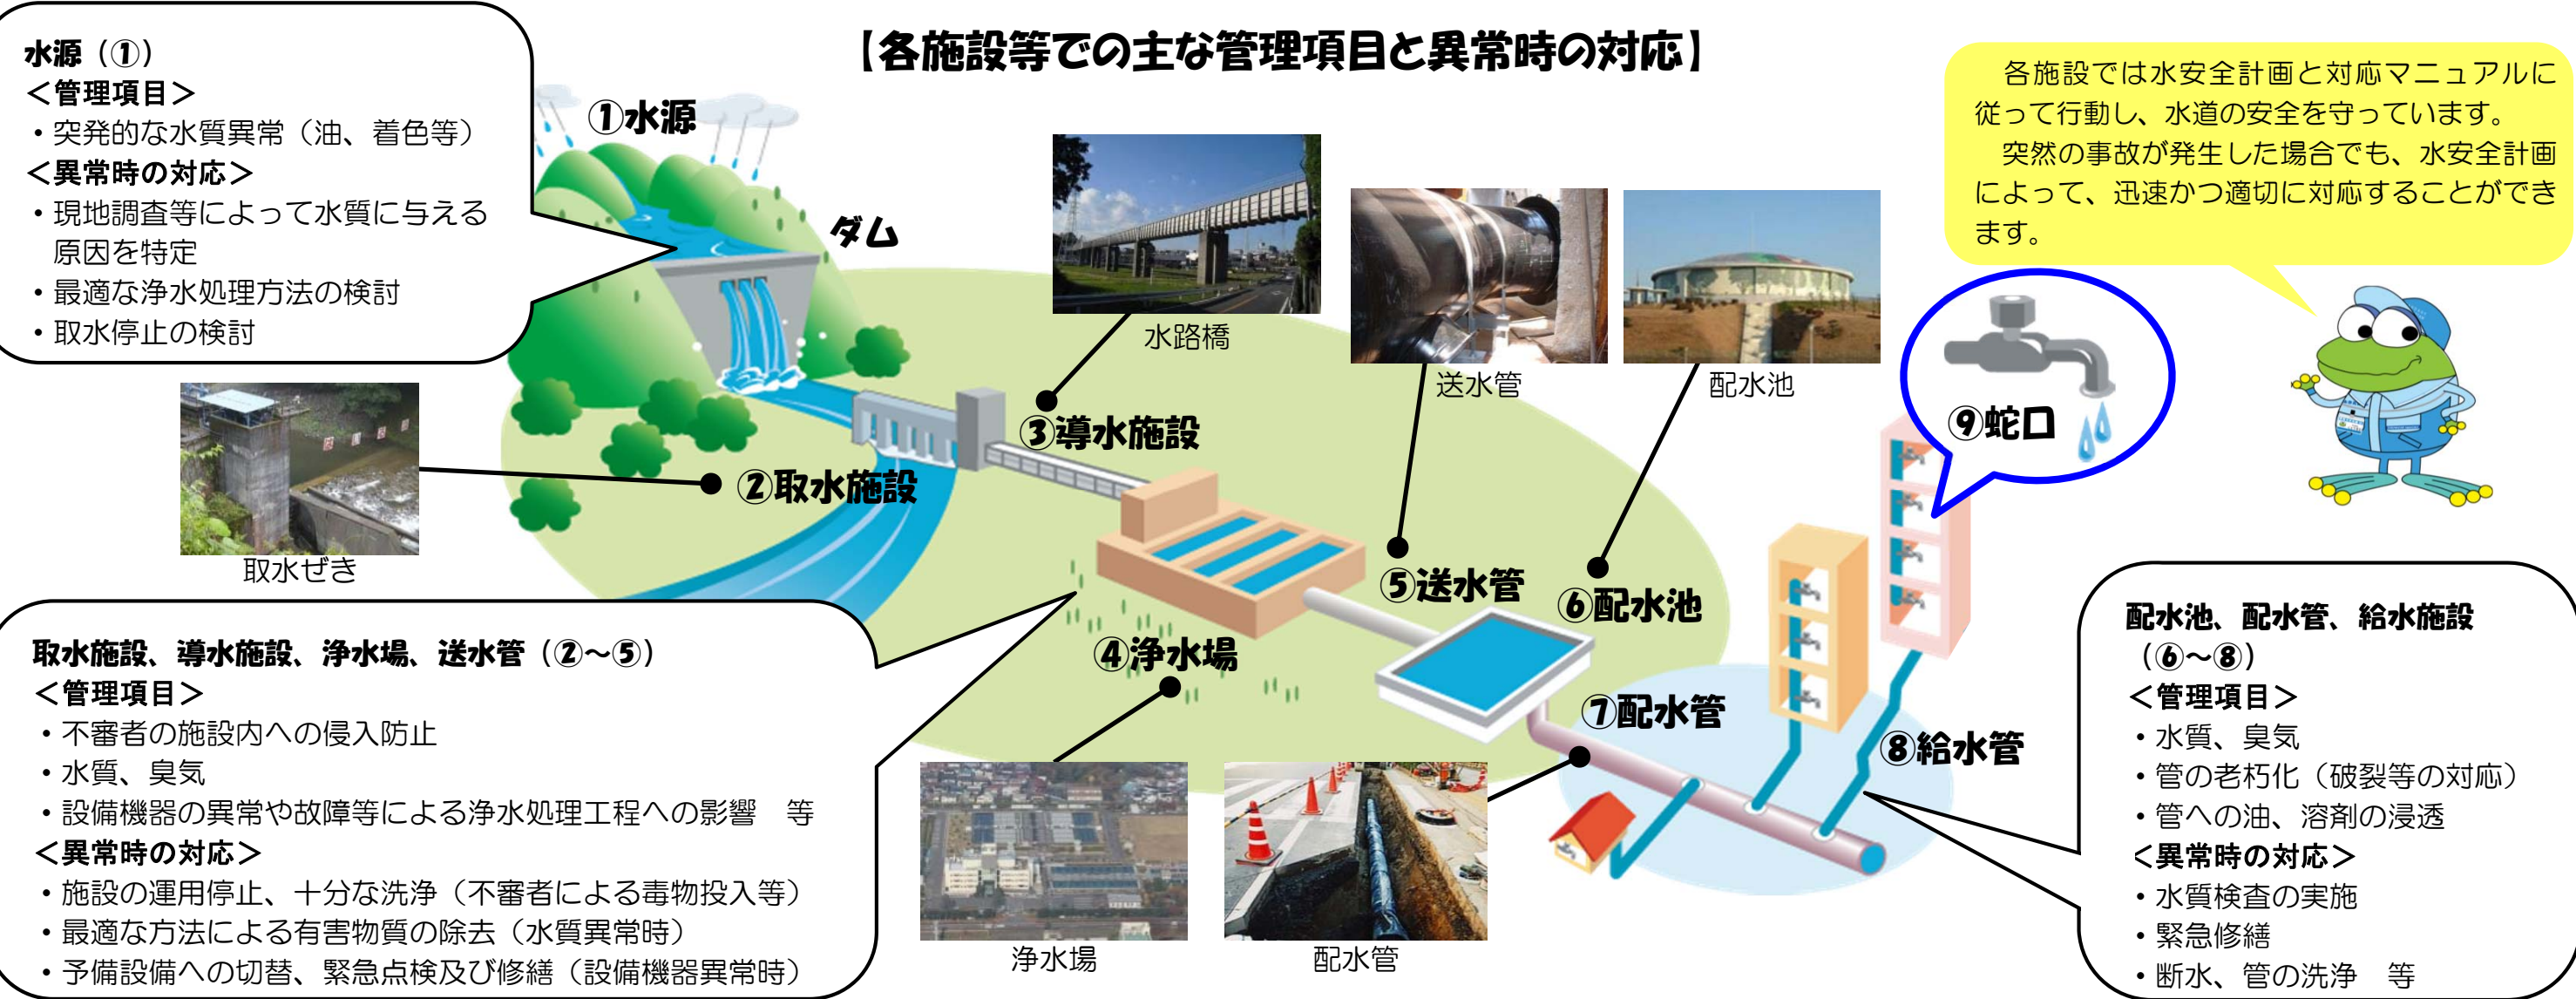 【各施設等での主な管理項目と異常時の対応】
水源（①）
＜管理項目＞
・突発的な水質異常（油、着色等）
＜異常時の対応＞
・現地調査等によって水質に与える
原因を特定
・最適な浄水処理方法の検討
・取水停止の検討
①水源
ダム
各施設では水安全計画と対応マニュアルに
従って行動し、水道の安全を守っています。
突然の事故が発生した場合でも、水安全計画
によって、迅速かつ適切に対応することができ
ます。
水路橋
送水管
配水池
⑨蛇口
③導水施設
②取水施設
取水ぜき
⑤送水管
⑥配水池
④浄水場
⑦配水管
⑧給水管
取水施設、導水施設、浄水場、送水管（②～⑤）
＜管理項目＞
・不審者の施設内への侵入防止
・水質、臭気
・設備機器の異常や故障等による浄水処理工程への影響　等
＜異常時の対応＞
・施設の運用停止、十分な洗浄（不審者による毒物投入等）
・最適な方法による有害物質の除去（水質異常時）
・予備設備への切替、緊急点検及び修繕（設備機器異常時）
浄水場
配水管
配水池、配水管、給水施設
（⑥～⑧）
＜管理項目＞
・水質、臭気
・管の老朽化（破裂等の対応）
・管への油、溶剤の浸透
＜異常時の対応＞
・水質検査の実施
・緊急修繕
・断水、管の洗浄　等